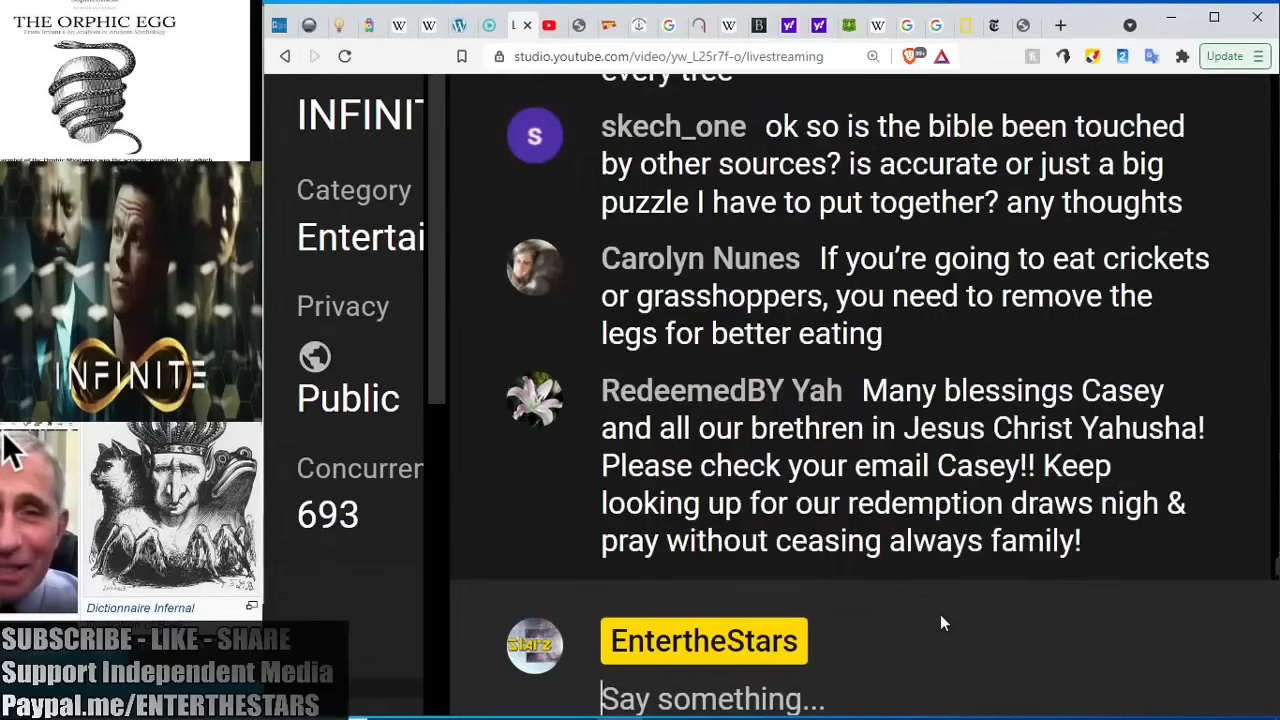 THE ORPHIC EGG
INFINITE
Dictionnaire Infernal
SUBSCRIBE - LIKE - SHARE
Support Independent Media
Paypal.me/ENTERTHESTARS
studio.youtube.com/video/yw_L25r7f-o/livestreaming
Update
INFINIT
Category
Entertai
Privacy
Public
Concurren
693
every tree
skech_one ok so is the bible been touched
by other sources? is accurate or just a big
puzzle I have to put together? any thoughts
Carolyn Nunes If you’re going to eat crickets
or grasshoppers, you need to remove the
legs for better eating
RedeemedBY Yah Many blessings Casey
and all our brethren in Jesus Christ Yahusha!
Please check your email Casey!! Keep
looking up for our redemption draws nigh &
pray without ceasing always family!
EntertheStars
Say something...